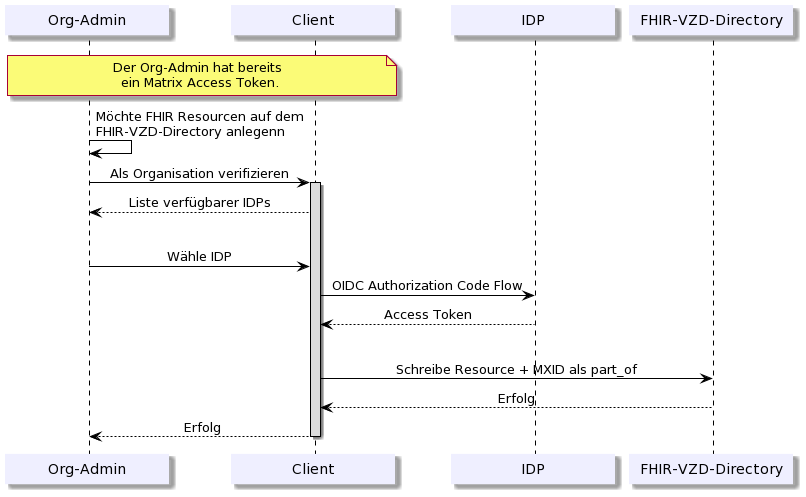 Org-Admin
Client
IDP
FHIR-VZD-Directory
Der Org-Admin hat bereits
ein Matrix Access Token.
Möchte FHIR Resourcen auf dem
FHIR-VZD-Directory anlegenn
Als Organisation verifizieren
Liste verfügbarer IDPs
Wähle IDP
OIDC Authorization Code Flow
Access Token
Schreibe Resource + MXID als part_of
Erfolg
Erfolg
Org-Admin
Client
IDP
FHIR-VZD-Directory